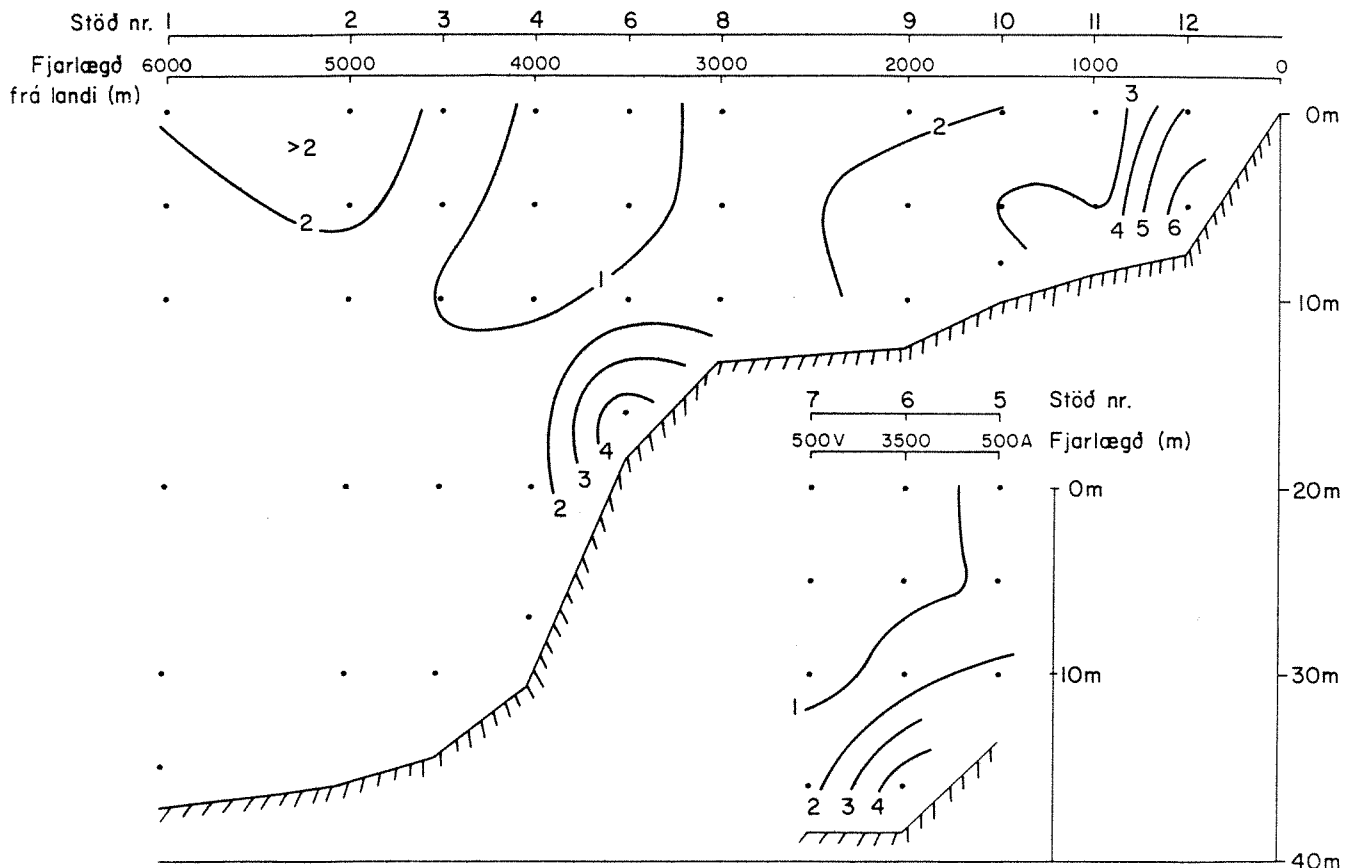 Stöð nr. 1 2 3 4 6 8 9 10 11 12
Fjarlægð 6000 5000 4000 3000 2000 1000 0
frá landi (m)
3
0m
2
>2
2
4 5 6
1
10m
7 6 5 Stöð nr.
500V 3500 500A Fjarlægð (m)
4
3
2
20m
0m
10m
30m
1
2 3 4
40m